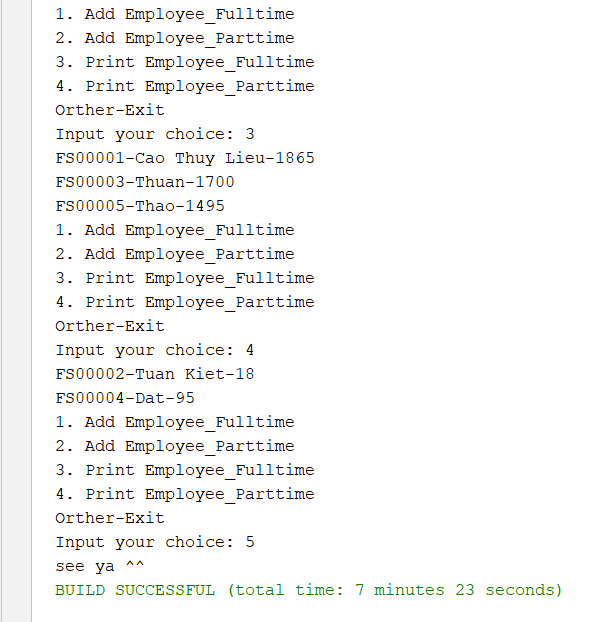 1. Add Employee_Fulltime
2. Add Employee_Parttime
3. Print Employee_Fulltime
4. Print Employee_Parttime
Orther-Exit
Input your choice: 3
FS00001-Cao Thuy Lieu-1865
FS00003-Thuan-1700
FS00005-Thao-1495
1. Add Employee_Fulltime
2. Add Employee_Parttime
3. Print Employee_Fulltime
4. Print Employee_Parttime
Orther-Exit
Input your choice: 4
FS00002-Tuan Kiet-18
FS00004-Dat-95
1. Add Employee_Fulltime
2. Add Employee_Parttime
3. Print Employee_Fulltime
4. Print Employee_Parttime
Orther-Exit
Input your choice: 5
see ya ^^
BUILD SUCCESSFUL (total time: 7 minutes 23 seconds)